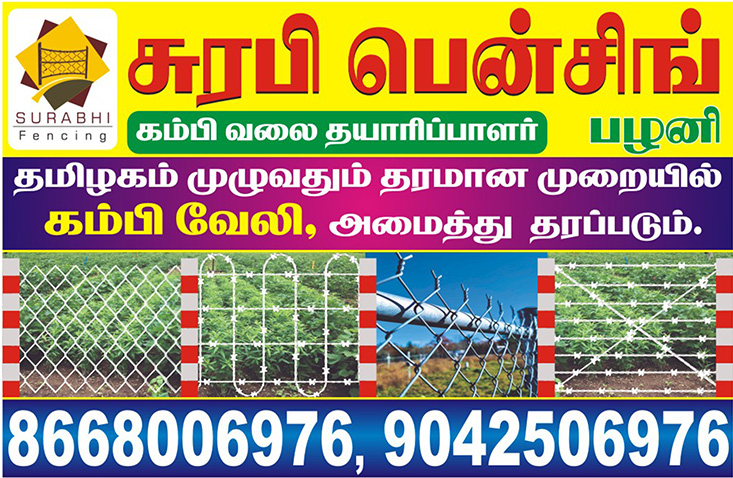 SURABHI
Fencing
சுரபி பென்சிங்
கம்பி வலை தயாரிப்பாளர்
பழனி
தமிழகம் முழுவதும் தரமான முறையில்
கம்பி வேலி, அமைத்து தரப்படும்.
8668006976, 9042506976